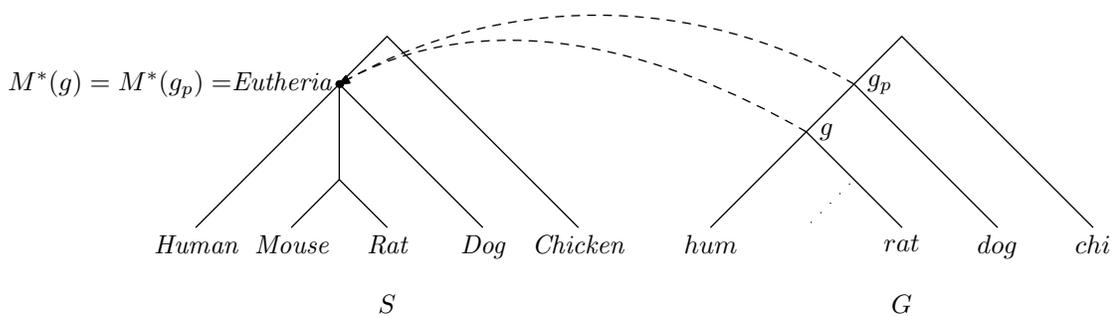 M*(g) = M*(g_p) =Eutheria
g_p
g
Human Mouse Rat Dog Chicken
hum rat dog chi
S
G